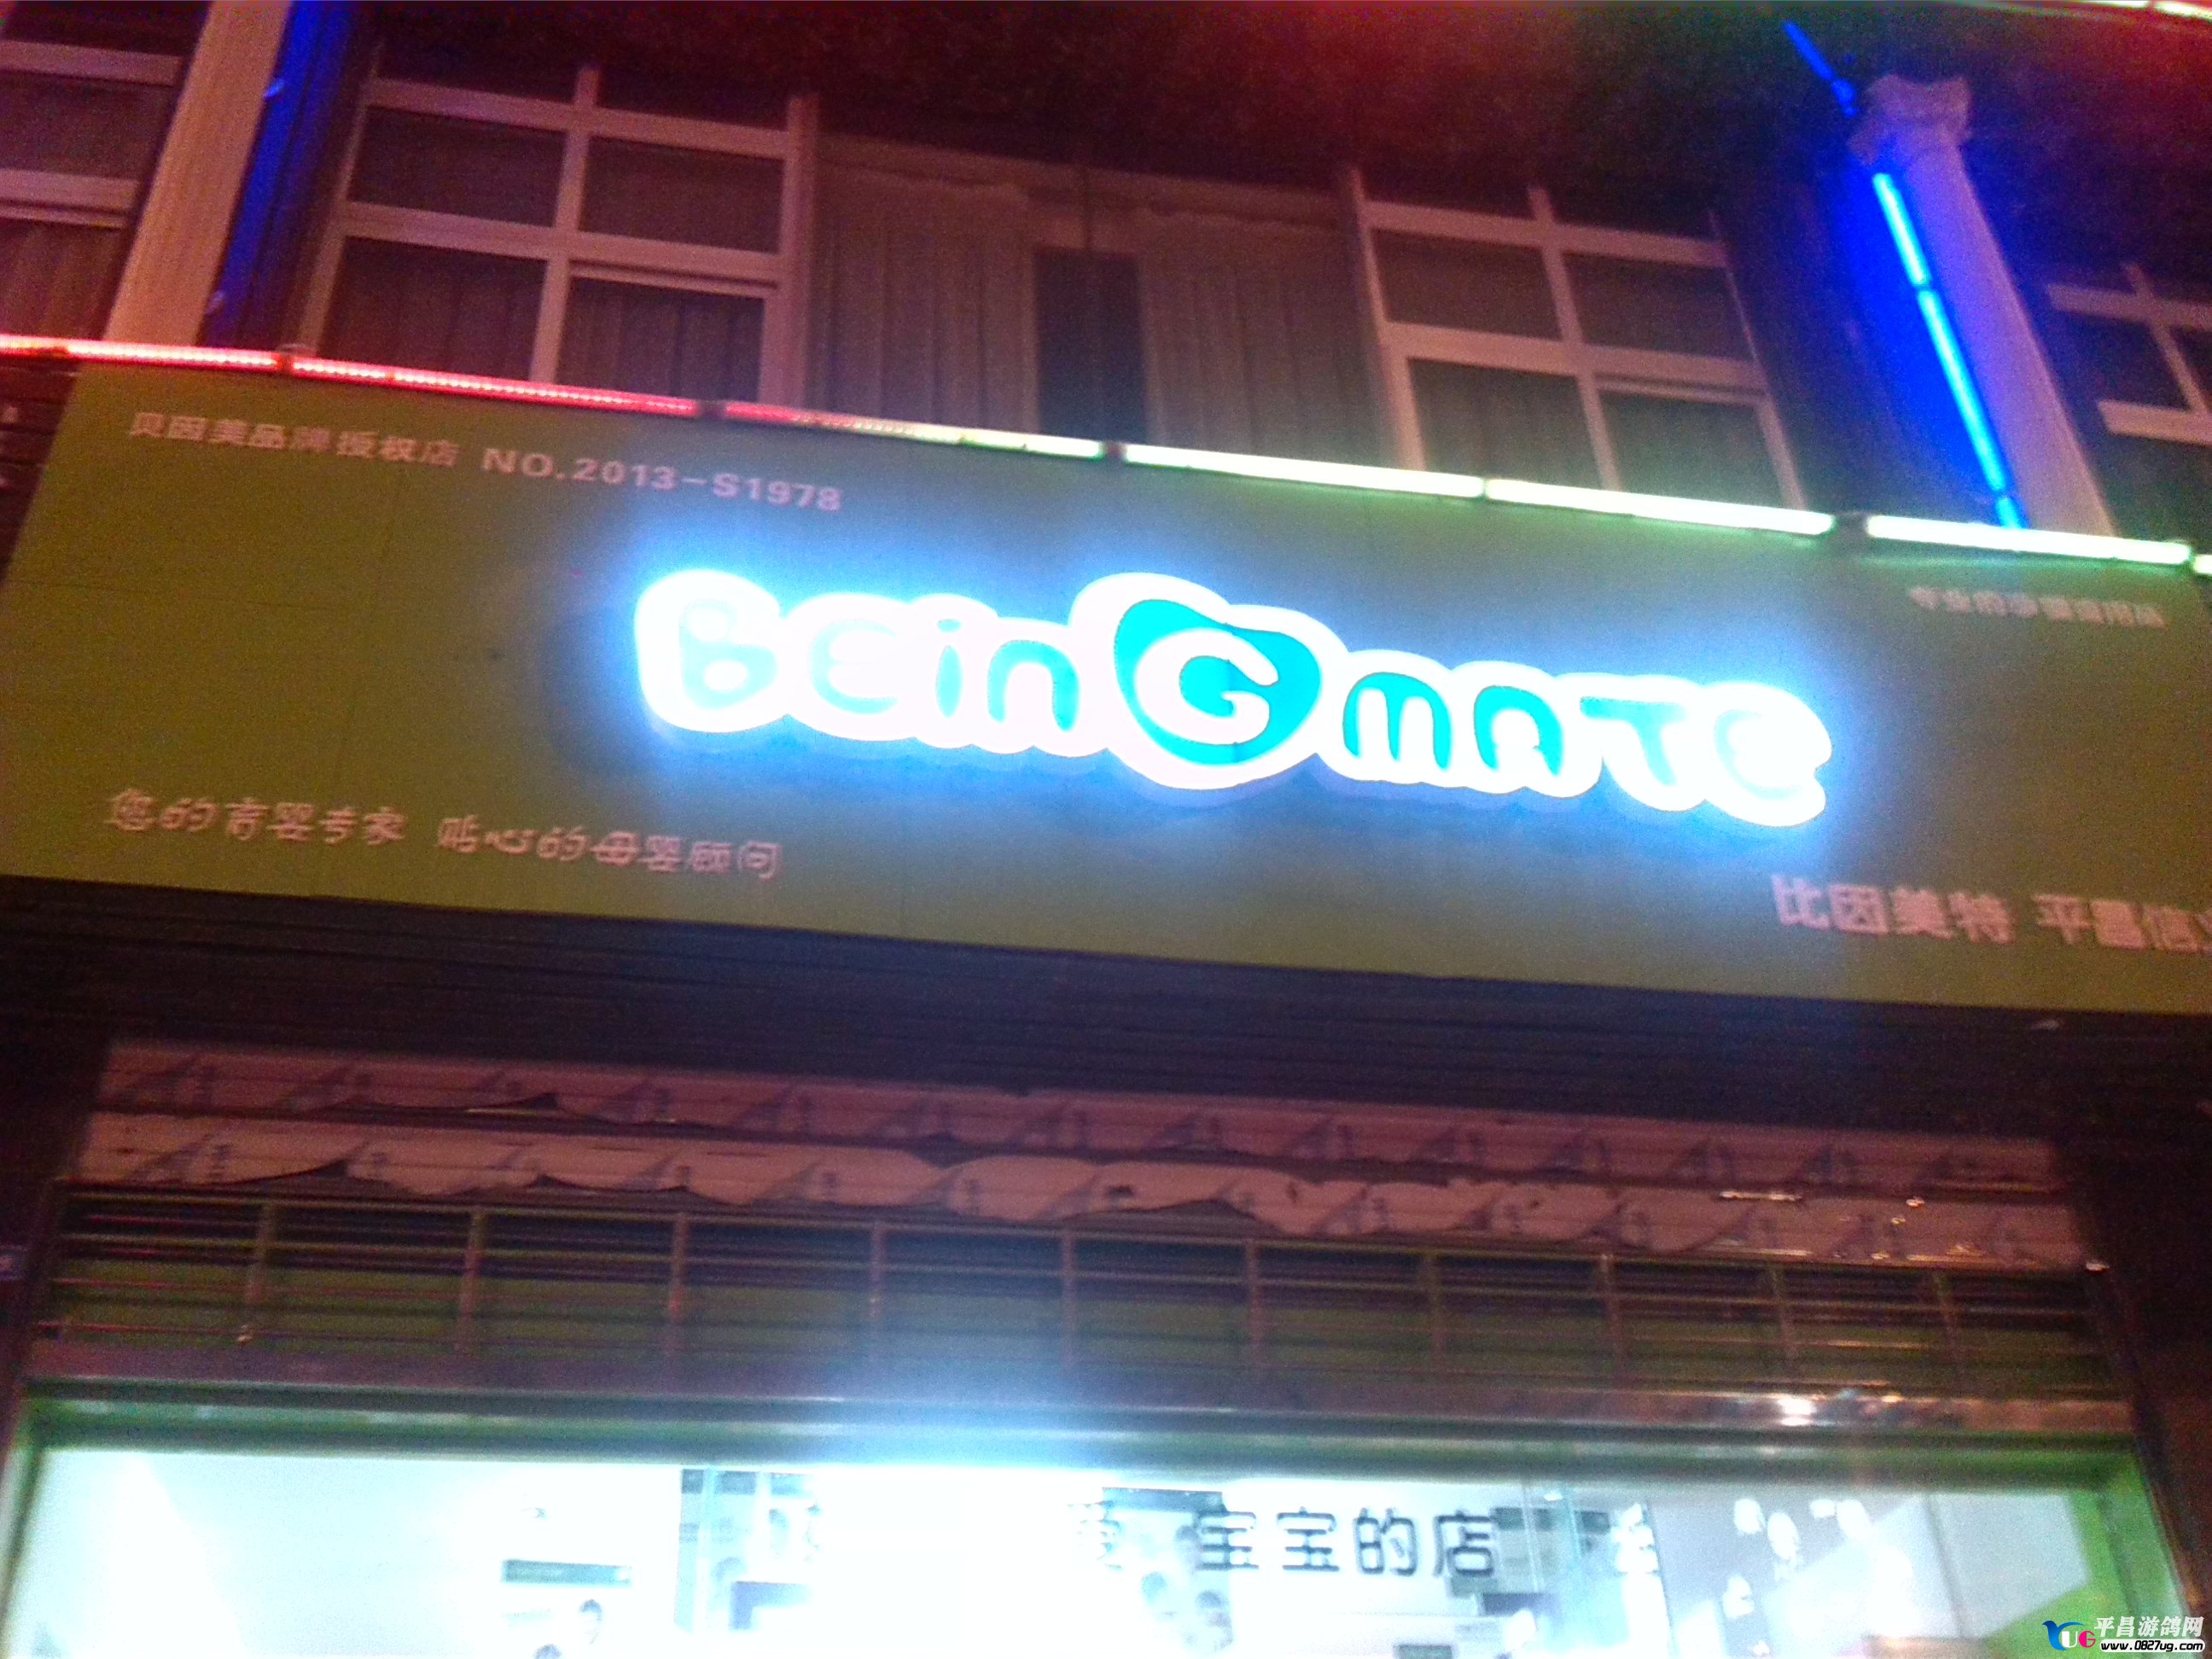 贝因美品牌授权店 NO.2013-S1978
BEinGmATE
您的育婴专家 贴心的母婴顾问
比因美特 平昌信
宝宝的店
UG 平昌游鸽网
www.0827ug.com